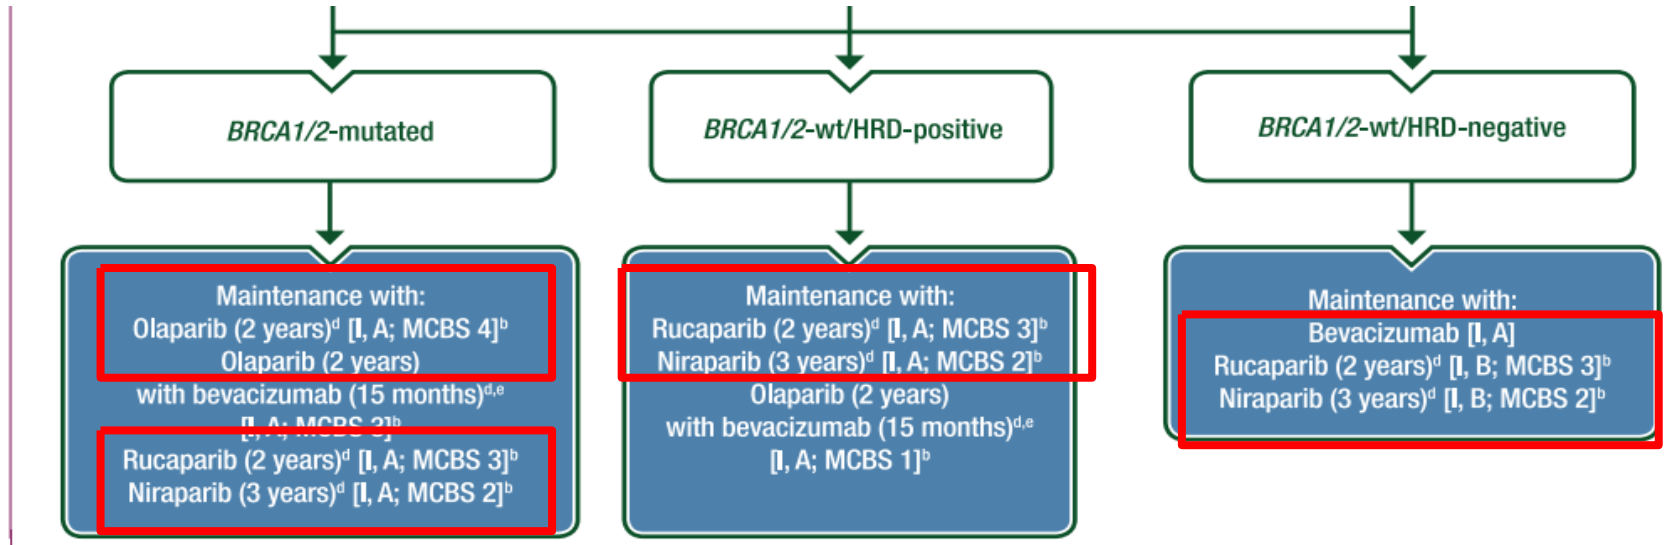 BRCA1/2-mutated
Maintenance with:
Olaparib (2 years)ᵈ [I, A; MCBS 4]ᵇ
Olaparib (2 years)
with bevacizumab (15 months)ᵈ,ᵉ
[I, A; MCBS 3]ᵇ
Rucaparib (2 years)ᵈ [I, A; MCBS 3]ᵇ
Niraparib (3 years)ᵈ [I, A; MCBS 2]ᵇ
BRCA1/2-wt/HRD-positive
Maintenance with:
Rucaparib (2 years)ᵈ [I, A; MCBS 3]ᵇ
Niraparib (3 years)ᵈ [I, A; MCBS 2]ᵇ
Olaparib (2 years)
with bevacizumab (15 months)ᵈ,ᵉ
[I, A; MCBS 1]ᵇ
BRCA1/2-wt/HRD-negative
Maintenance with:
Bevacizumab [I, A]
Rucaparib (2 years)ᵈ [I, B; MCBS 3]ᵇ
Niraparib (3 years)ᵈ [I, B; MCBS 2]ᵇ